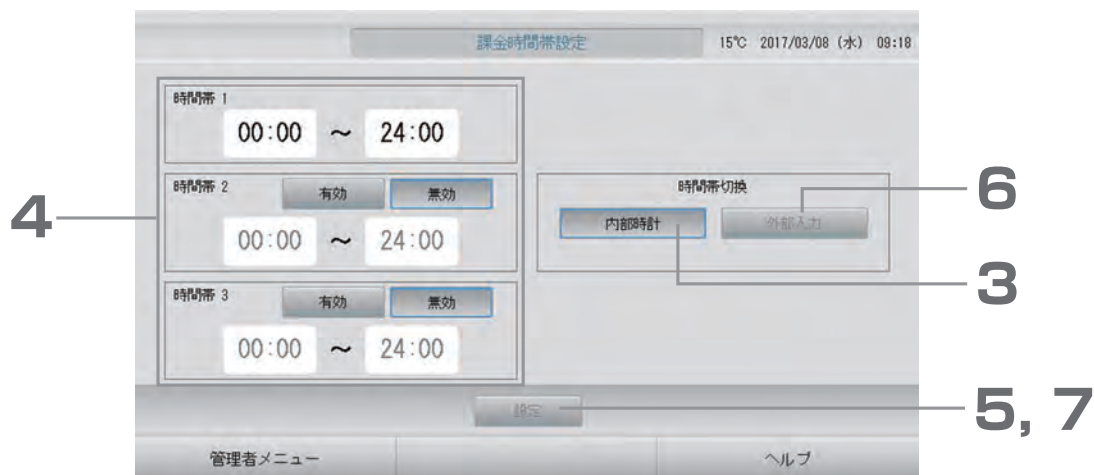 課金時間帯設定 15℃ 2017/03/08 (水) 09:18
時間帯 1
00:00 ～ 24:00
時間帯 2 有効 無効
00:00 ～ 24:00
時間帯 3 有効 無効
00:00 ～ 24:00
時間帯切換
内部時計 外部入力
設定
管理者メニュー ヘルプ
4
6
3
5, 7